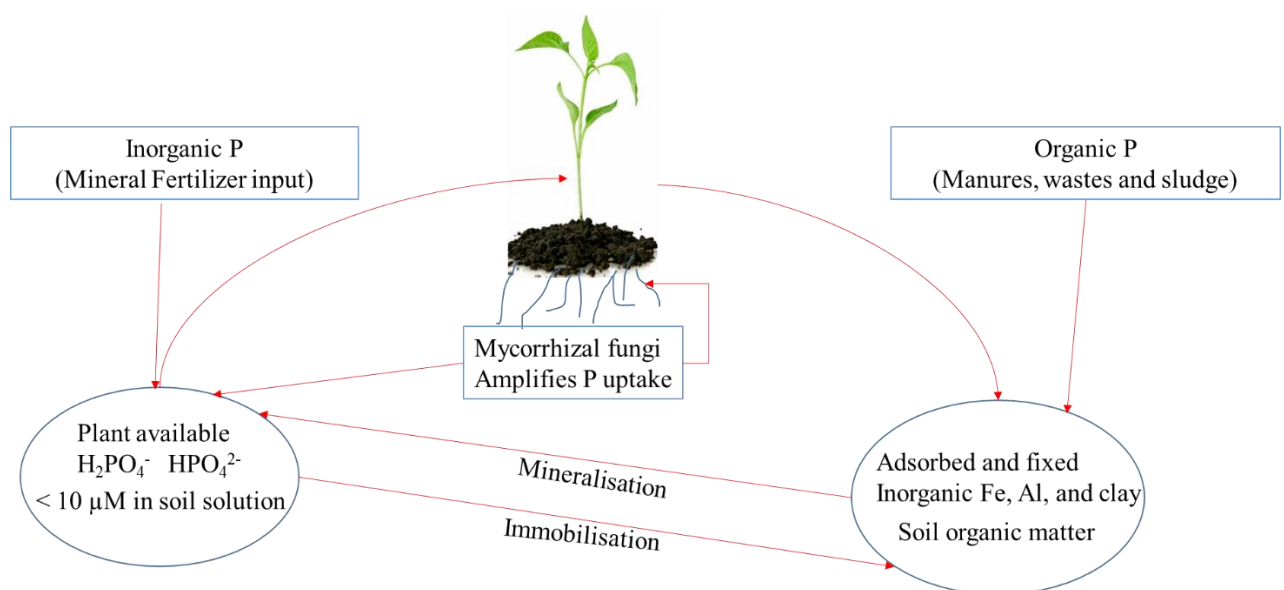 Inorganic P
(Mineral Fertilizer input)
Organic P
(Manures, wastes and sludge)
Mycorrhizal fungi
Amplifies P uptake
Plant available
H₂PO₄⁻ HPO₄²⁻
< 10 µM in soil solution
Mineralisation
Immobilisation
Adsorbed and fixed
Inorganic Fe, Al, and clay
Soil organic matter